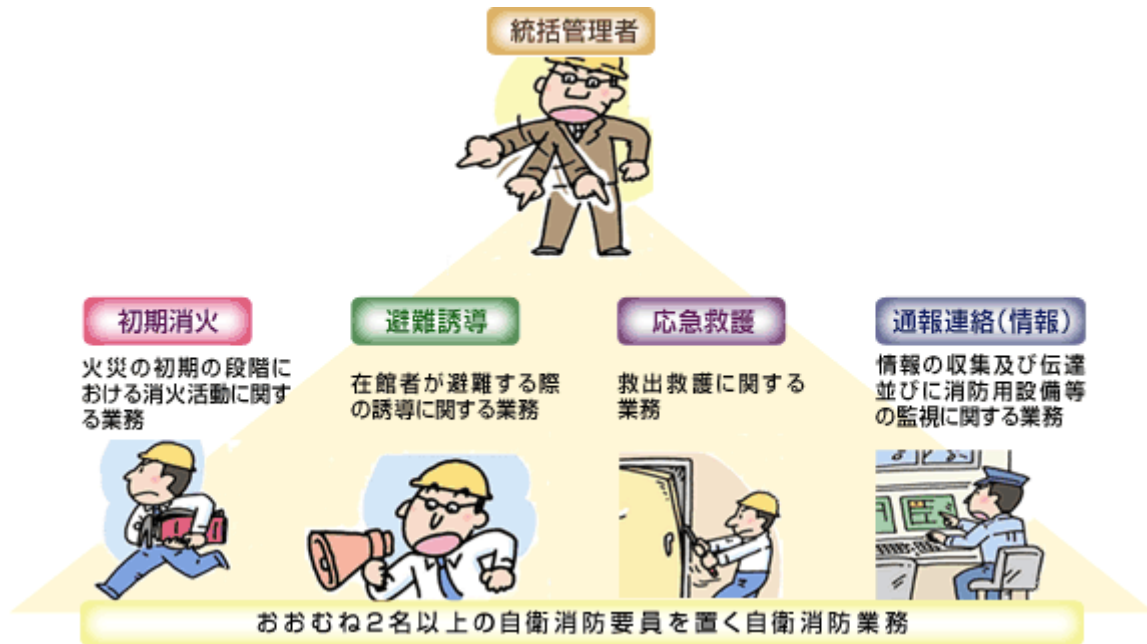 統括管理者
初期消火
火災の初期の段階に
おける消火活動に関す
る業務
避難誘導
在館者が避難する際
の誘導に関する業務
応急救護
救出救護に関する
業務
通報連絡(情報)
情報の収集及び伝達
並びに消防用設備等
の監視に関する業務
おおむね2名以上の自衛消防要員を置く自衛消防業務